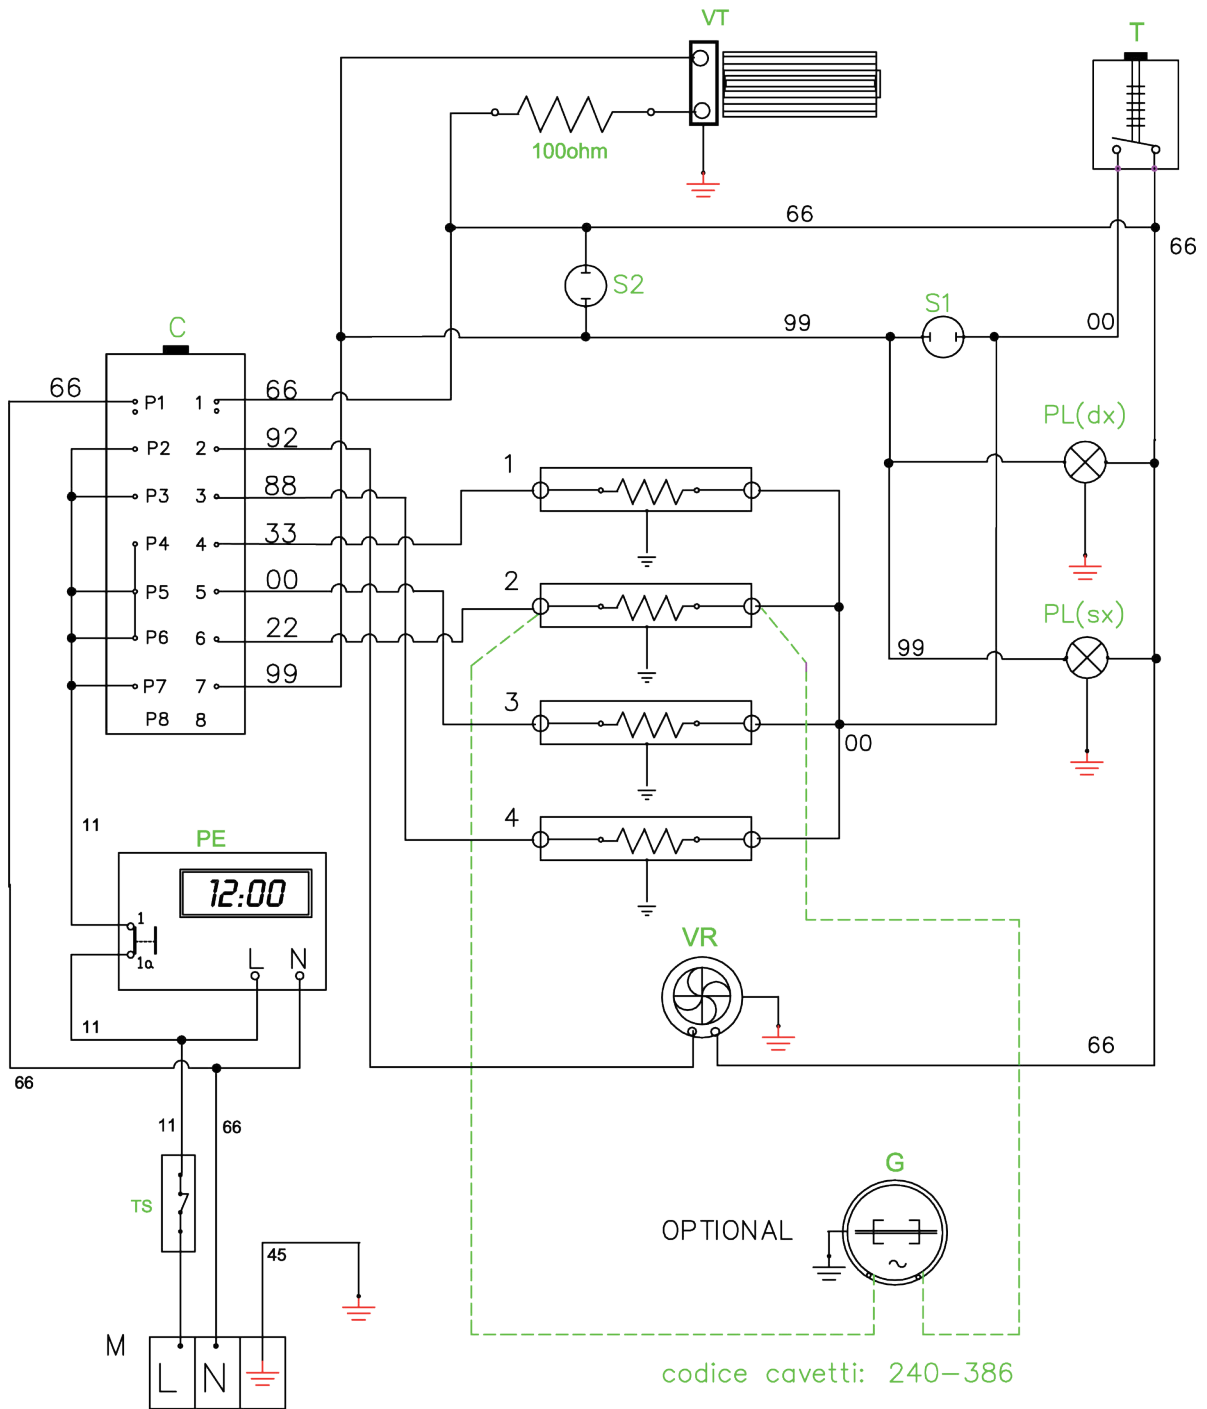 VT
T
100ohm
66
66
S2
S1
99
00
C
66
P1 1 66
P2 2 92
P3 3 88
P4 4 33
P5 5 00
P6 6 22
P7 7 99
P8 8
1
2
3
4
00
PL(dx)
PL(sx)
99
11
PE
12:00
1
1a
L N
11
66
VR
66
11
66
TS
45
G
OPTIONAL
M
L N
codice cavetti: 240-386